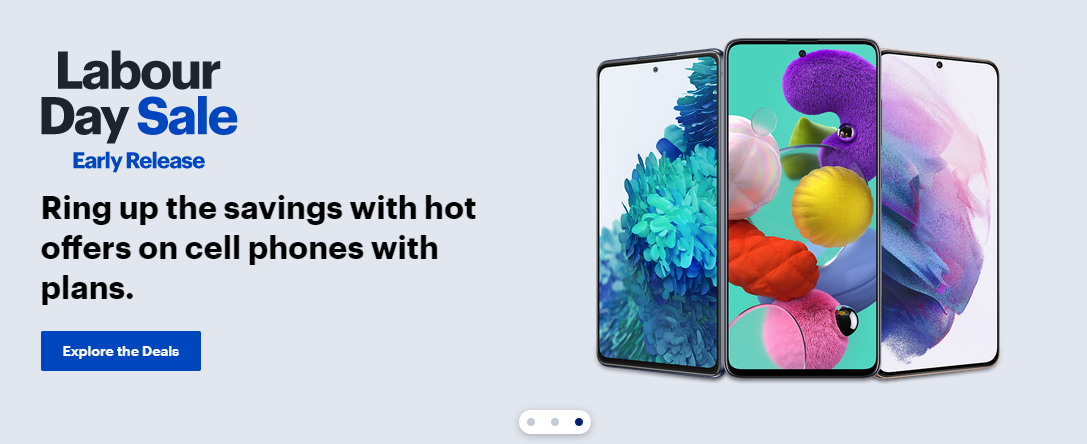 Labour
Day Sale
Early Release
Ring up the savings with hot
offers on cell phones with
plans.
Explore the Deals